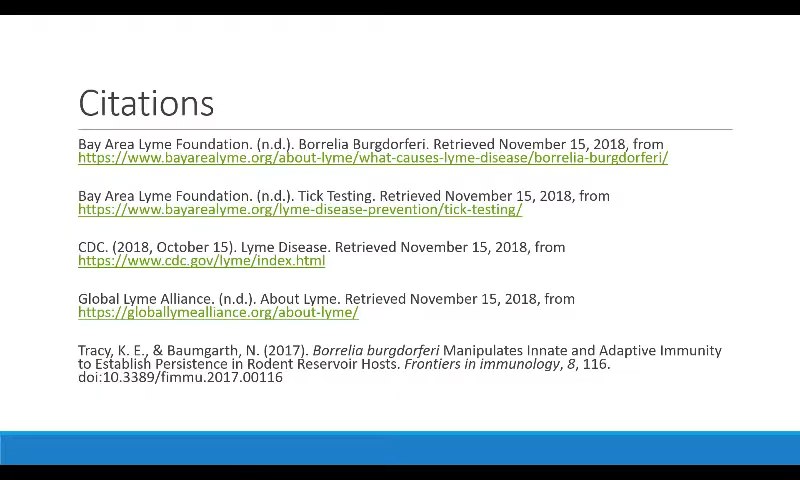 Citations
Bay Area Lyme Foundation. (n.d.). Borrelia Burgdorferi. Retrieved November 15, 2018, from
https://www.bayarealyme.org/about-lyme/what-causes-lyme-disease/borrelia-burgdorferi/
Bay Area Lyme Foundation. (n.d.). Tick Testing. Retrieved November 15, 2018, from
https://www.bayarealyme.org/lyme-disease-prevention/tick-testing/
CDC. (2018, October 15). Lyme Disease. Retrieved November 15, 2018, from
https://www.cdc.gov/lyme/index.html
Global Lyme Alliance. (n.d.). About Lyme. Retrieved November 15, 2018, from
https://globallymealliance.org/about-lyme/
Tracy, K. E., & Baumgarth, N. (2017). Borrelia burgdorferi Manipulates Innate and Adaptive Immunity
to Establish Persistence in Rodent Reservoir Hosts. Frontiers in immunology, 8, 116.
doi:10.3389/fimmu.2017.00116